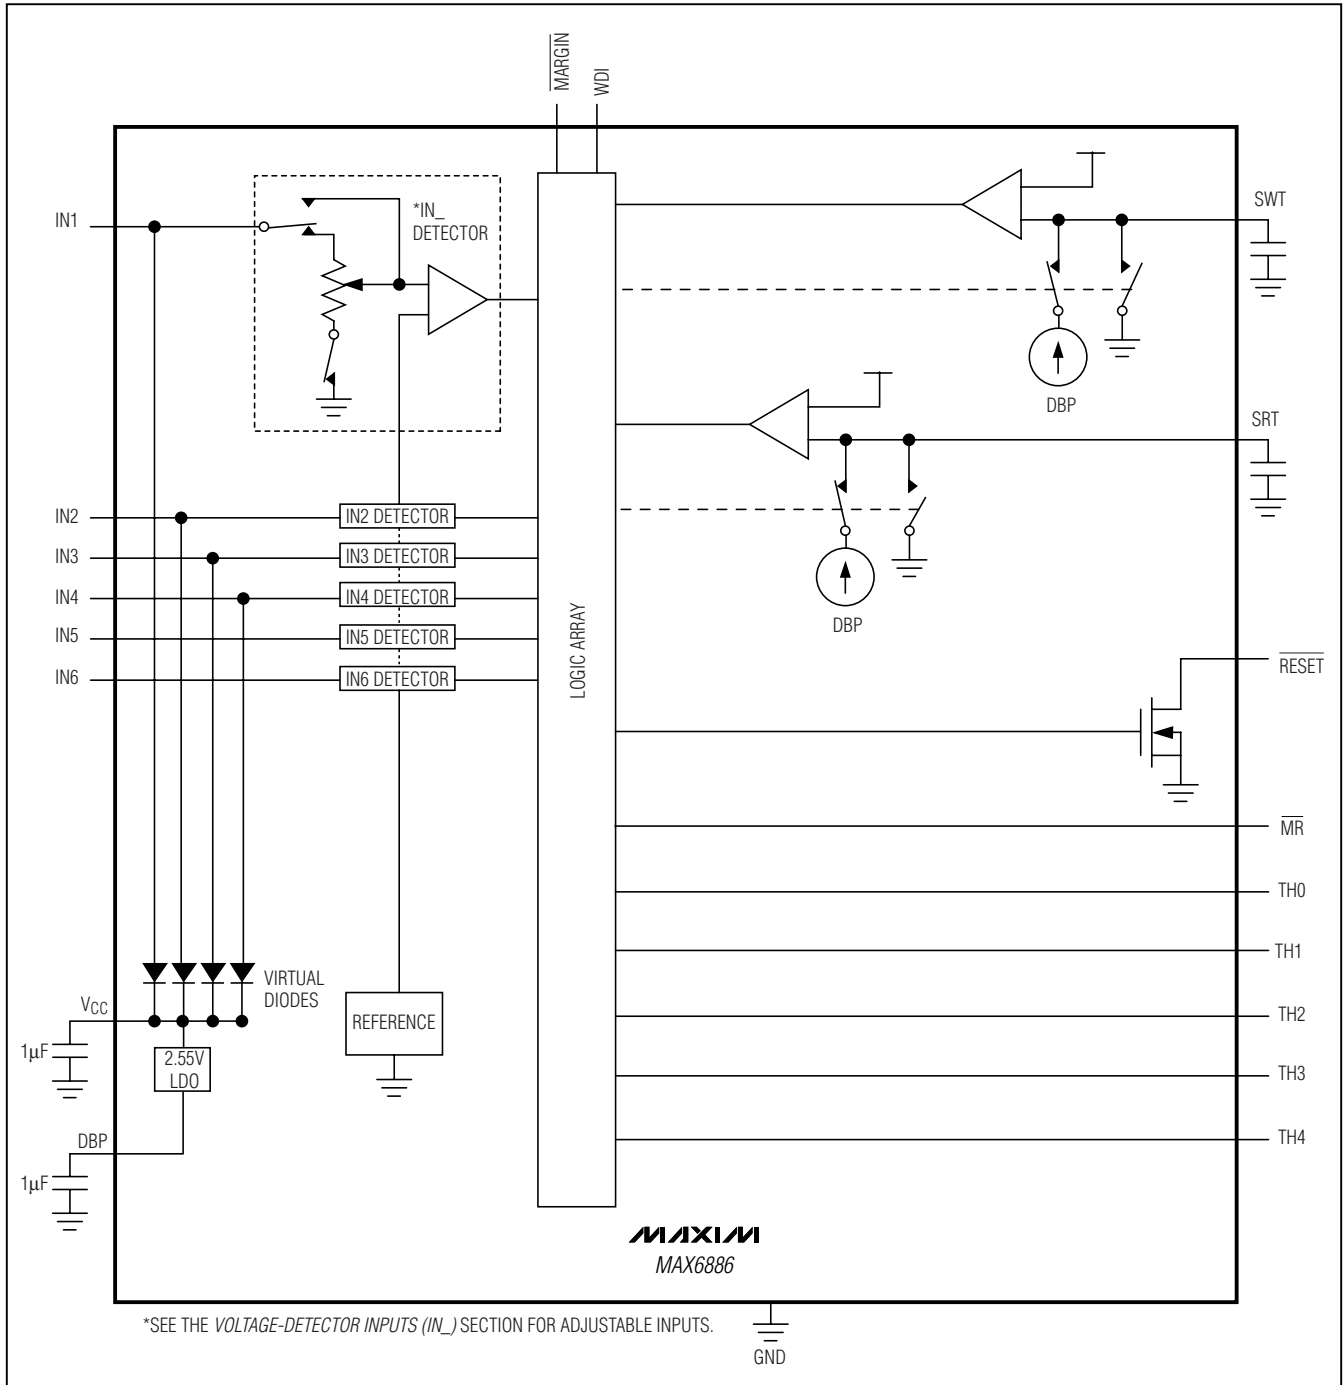 MARGIN
WDI
IN1
*IN_
DETECTOR
SWT
DBP
SRT
IN2
IN2 DETECTOR
IN3
IN3 DETECTOR
IN4
IN4 DETECTOR
IN5
IN5 DETECTOR
IN6
IN6 DETECTOR
LOGIC ARRAY
DBP
RESET
MR
TH0
TH1
TH2
TH3
TH4
VIRTUAL
DIODES
VCC
REFERENCE
1µF
2.55V
LDO
DBP
1µF
MAXIM
MAX6886
*SEE THE VOLTAGE-DETECTOR INPUTS (IN_) SECTION FOR ADJUSTABLE INPUTS.
GND